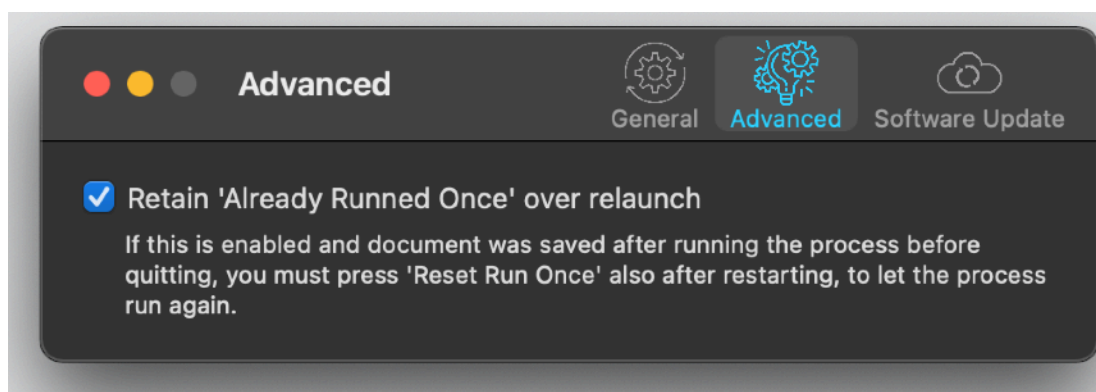 Advanced
General
Advanced
Software Update
Retain 'Already Runned Once' over relaunch
If this is enabled and document was saved after running the process before
quitting, you must press 'Reset Run Once' also after restarting, to let the process
run again.